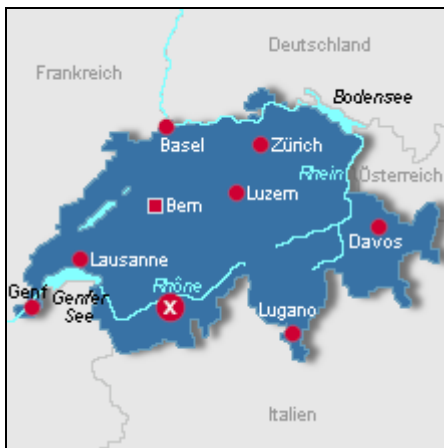 Deutschland
Frankreich
Bodensee
Basel
Zürich
Rhein
Österreich
Luzern
Bern
Davos
Lausanne
Rhône
Genf
Genfer
See
X
Lugano
Italien